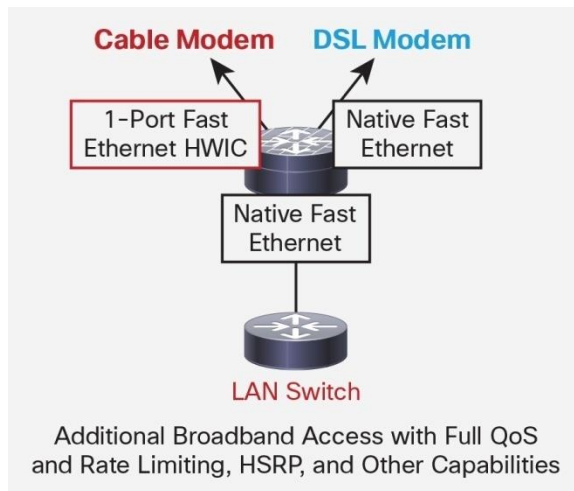 Cable Modem
DSL Modem
1-Port Fast
Ethernet HWIC
Native Fast
Ethernet
Native Fast
Ethernet
LAN Switch
Additional Broadband Access with Full QoS
and Rate Limiting, HSRP, and Other Capabilities